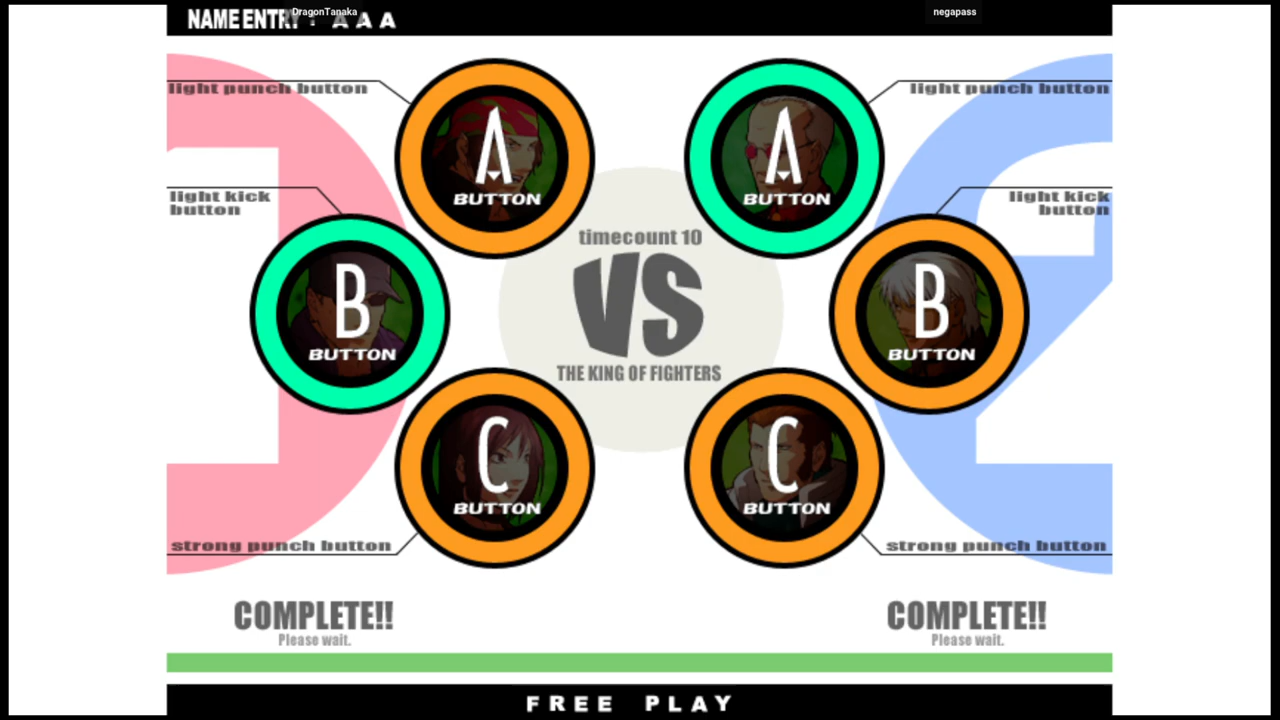 NAME ENTRY : A A A
DragonTanaka
negapass
light punch button
light punch button
A
BUTTON
A
BUTTON
light kick
button
light kick
button
timecount 10
VS
THE KING OF FIGHTERS
B
BUTTON
B
BUTTON
C
BUTTON
C
BUTTON
strong punch button
strong punch button
COMPLETE!!
Please wait.
COMPLETE!!
Please wait.
FREE PLAY